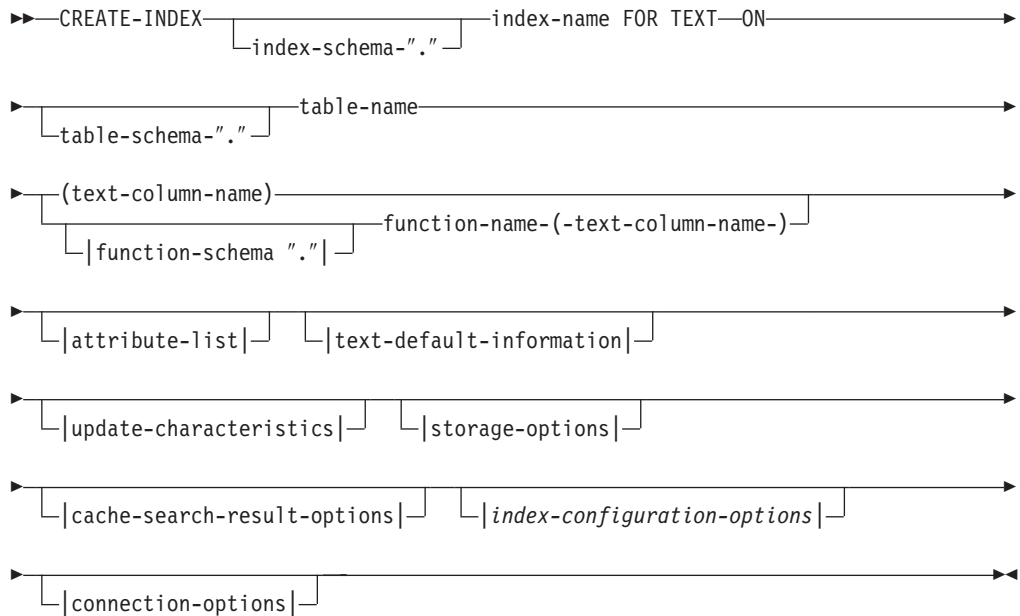 CREATE-INDEX index-name FOR TEXT ON
index-schema-"."
table-name
table-schema-"."
(text-column-name)
function-name-(-text-column-name-)
|function-schema "."|
|attribute-list| |text-default-information|
|update-characteristics| |storage-options|
|cache-search-result-options| |index-configuration-options|
|connection-options|